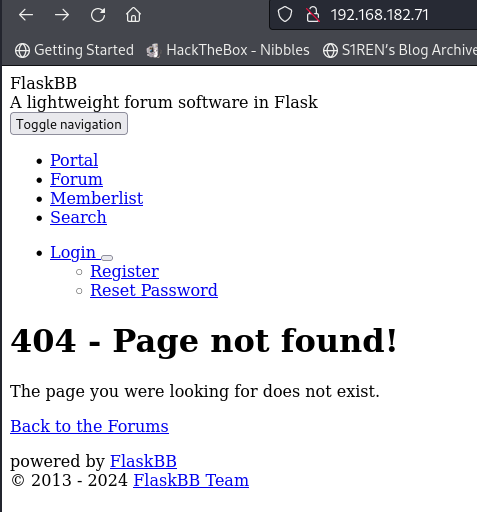 192.168.182.71
Getting Started HackTheBox - Nibbles S1REN's Blog Archive
FlaskBB
A lightweight forum software in Flask
Toggle navigation
Portal
Forum
Memberlist
Search
Login
Register
Reset Password
404 - Page not found!
The page you were looking for does not exist.
Back to the Forums
powered by FlaskBB
© 2013 - 2024 FlaskBB Team